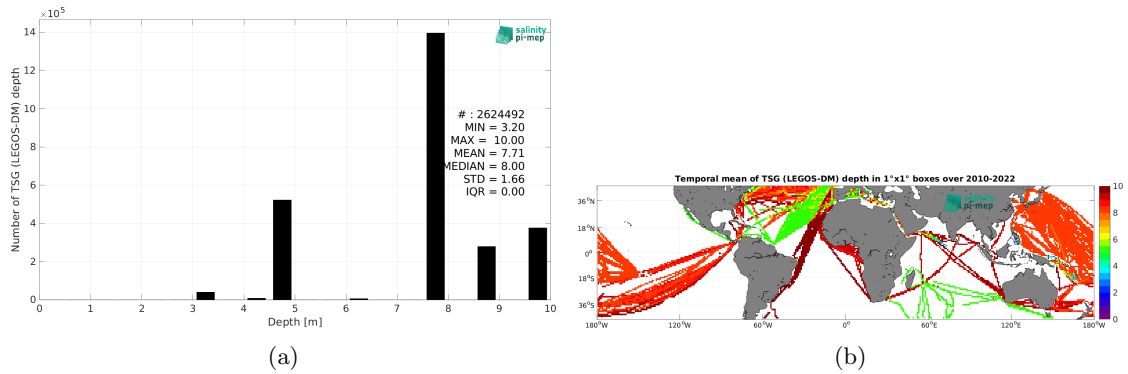 ×10⁵
14
12
10
8
6
4
2
0
Number of TSG (LEGOS-DM) depth
salinity
pi-mep
# : 2624492
MIN = 3.20
MAX = 10.00
MEAN = 7.71
MEDIAN = 8.00
STD = 1.66
IQR = 0.00
0 1 2 3 4 5 6 7 8 9 10
Depth [m]
(a)
Temporal mean of TSG (LEGOS-DM) depth in 1°x1° boxes over 2010-2022
salinity
pi-mep
36°N
18°N
0°
18°S
36°S
180°W 120°W 60°W 0° 60°E 120°E 180°W
10
8
6
4
2
0
(b)